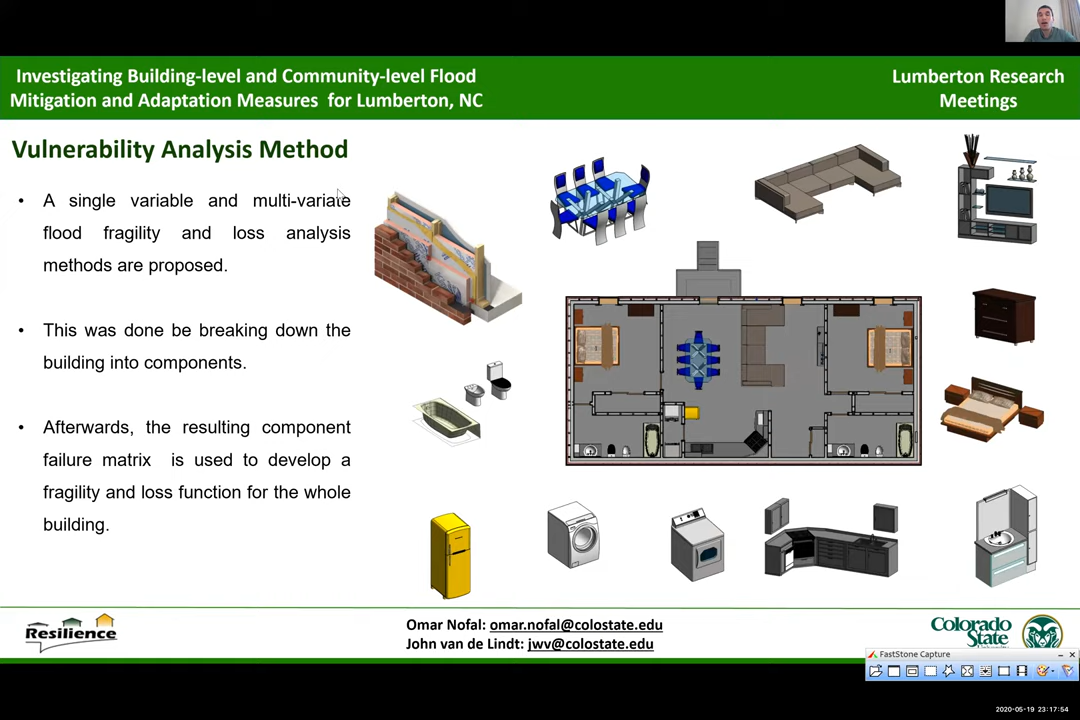 Investigating Building-level and Community-level Flood
Mitigation and Adaptation Measures for Lumberton, NC
Lumberton Research
Meetings
Vulnerability Analysis Method
• A single variable and multi-variate
flood fragility and loss analysis
methods are proposed.
• This was done be breaking down the
building into components.
• Afterwards, the resulting component
failure matrix is used to develop a
fragility and loss function for the whole
building.
Resilience
Omar Nofal: omar.nofal@colostate.edu
John van de Lindt: jwv@colostate.edu
Colorado
State
FastStone Capture
2020-05-19 23:17:54